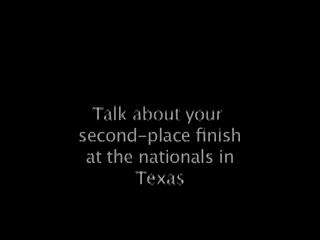 Talk about your
second-place finish
at the nationals in
Texas